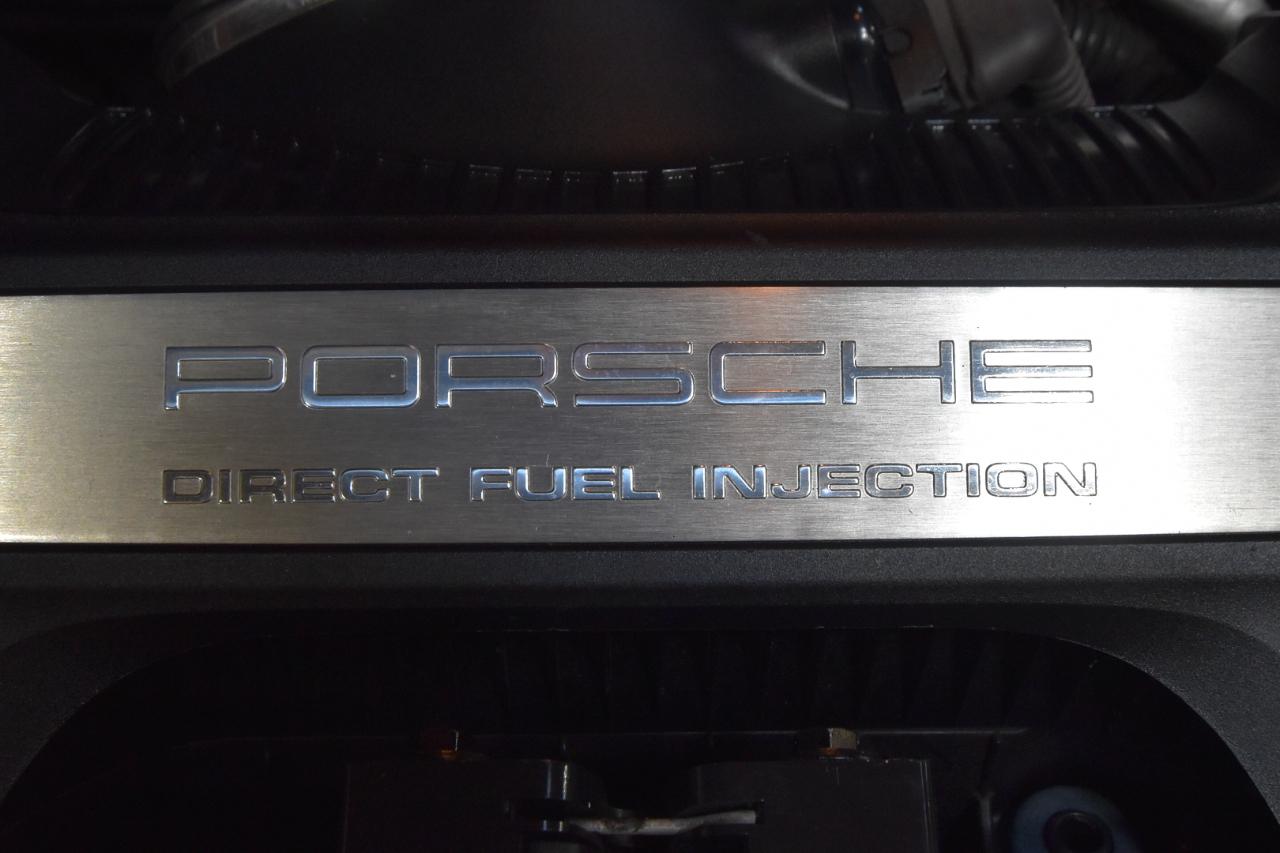 PORSCHE
DIRECT FUEL INJECTION